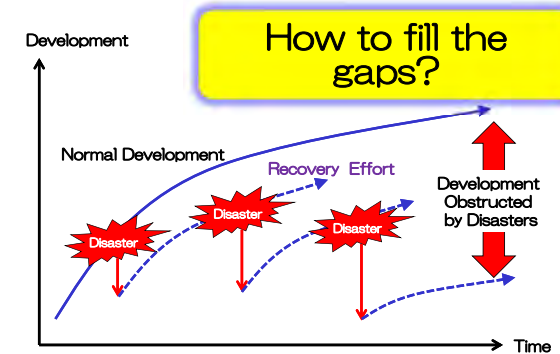 Development
How to fill the
gaps?
Normal Development
Recovery Effort
Development
Obstructed
by Disasters
Disaster
Disaster
Disaster
Time